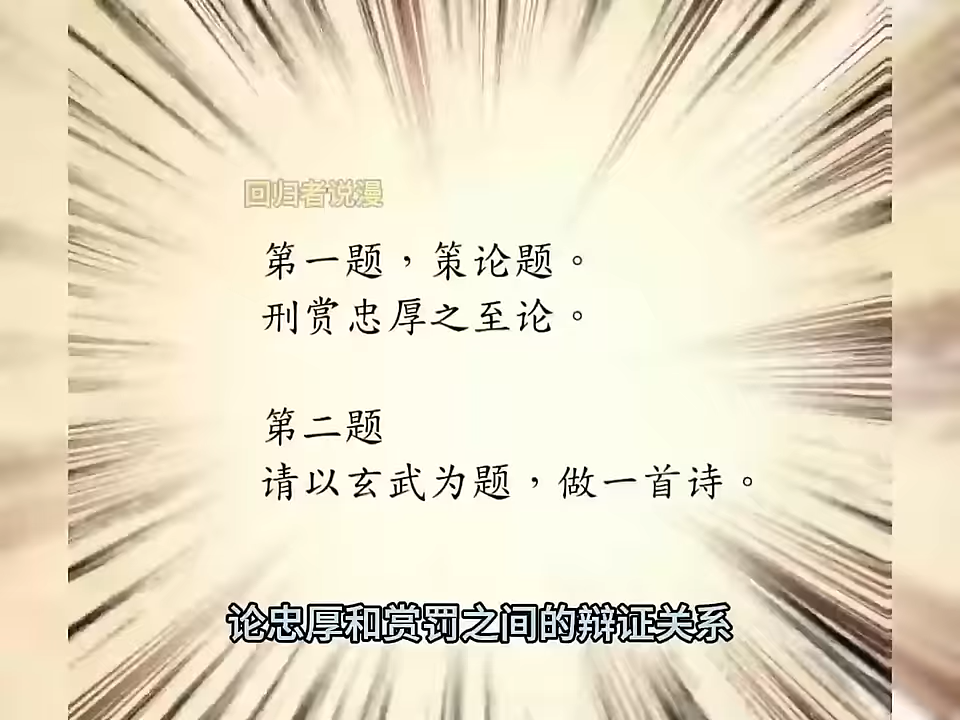 回归者说漫
第一题，策论题。
刑赏忠厚之至论。
第二题
请以玄武为题，做一首诗。
论忠厚和赏罚之间的辩证关系